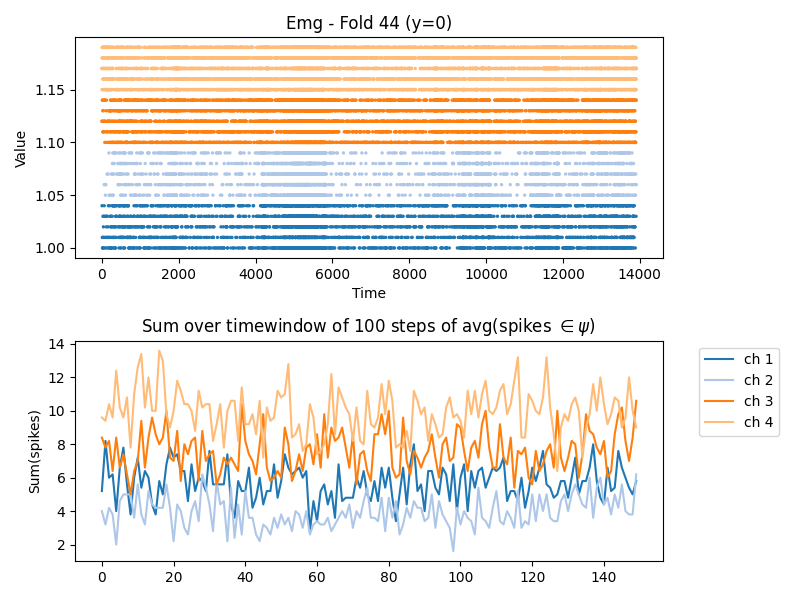 Emg - Fold 44 (y=0)
Value
1.15
1.10
1.05
1.00
0 2000 4000 6000 8000 10000 12000 14000
Time
Sum over timewindow of 100 steps of avg(spikes ∈ψ)
Sum(spikes)
14
12
10
8
6
4
2
0 20 40 60 80 100 120 140
ch 1
ch 2
ch 3
ch 4